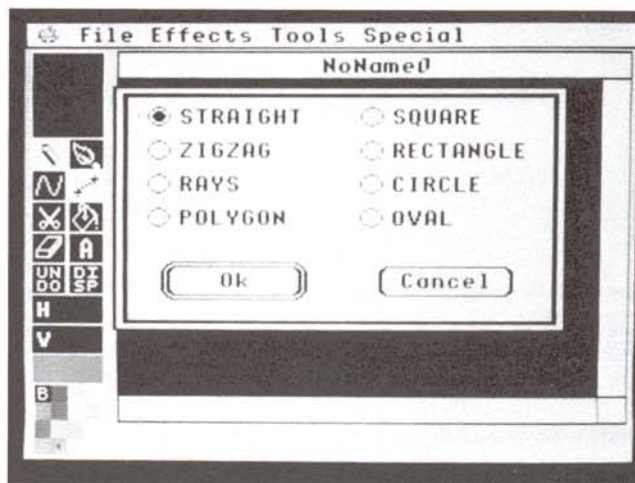 File Effects Tools Special
NoName0
STRAIGHT
SQUARE
ZIGZAG
RECTANGLE
RAYS
CIRCLE
POLYGON
OVAL
Ok
Cancel
A
UN
DO
DI
SP
H
V
B